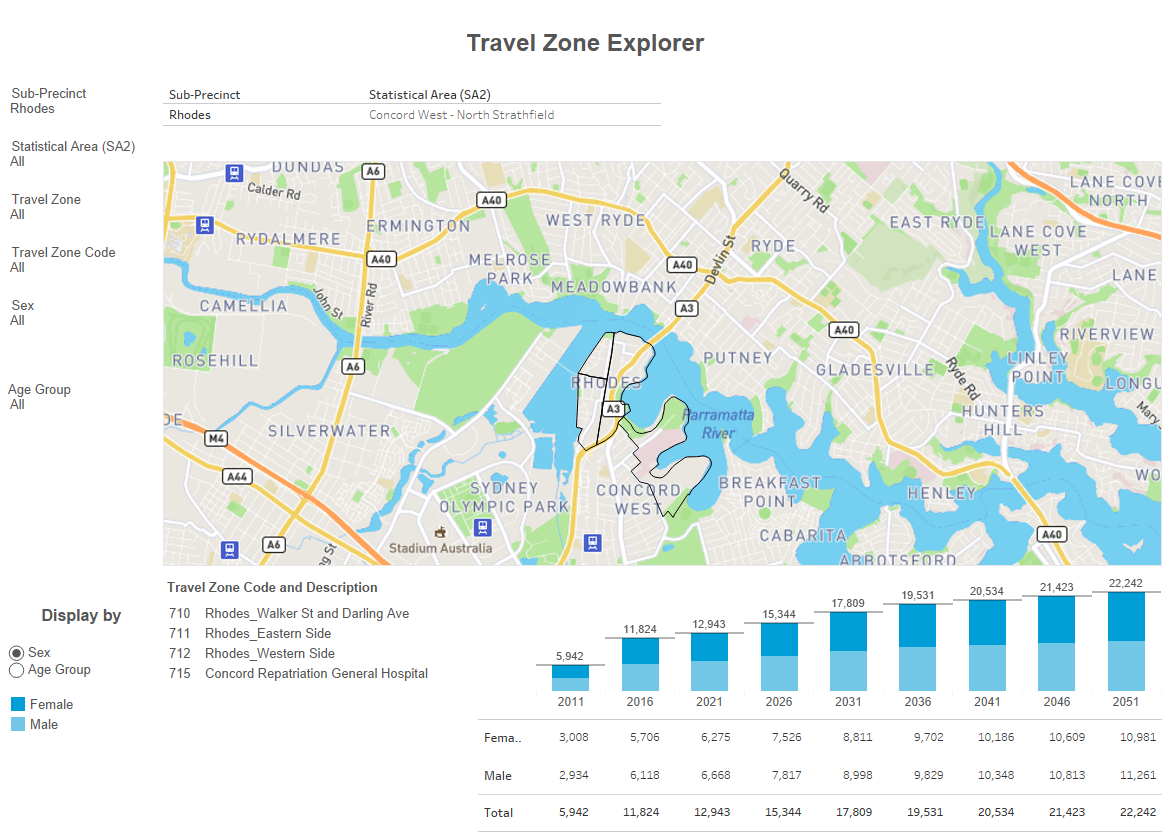 Travel Zone Explorer
Sub-Precinct
Rhodes
Statistical Area (SA2)
All
Travel Zone
All
Travel Zone Code
All
Sex
All
Age Group
All
Sub-Precinct Statistical Area (SA2)
Rhodes Concord West - North Strathfield
DUNDAS
A6
Calder Rd
A40
Quarry Rd
LANE COVE
NORTH
ERMINGTON
WEST RYDE
EAST RYDE
LANE COVE
WEST
RYDALMERE
A40
MELROSE
PARK
A40
Devlin St
RYDE
LANE
CAMELLIA
John St
River Rd
MEADOWBANK
A3
A40
RIVERVIEW
ROSEHILL
A6
PUTNEY
GLADESVILLE
Ryde Rd
LINLEY
POINT
LONGU
RHODES
A3
Parramatta
River
HUNTERS
HILL
Mary
DE
M4
SILVERWATER
A44
SYDNEY
OLYMPIC PARK
CONCORD
WEST
BREAKFAST
POINT
HENLEY
WO
A6
ng St
Stadium Australia
CABARITA
A40
ABBOTSFORD
Travel Zone Code and Description
710 Rhodes_Walker St and Darling Ave
711 Rhodes_Eastern Side
712 Rhodes_Western Side
715 Concord Repatriation General Hospital
Display by
Sex
Age Group
Female
Male
5,942 11,824 12,943 15,344 17,809 19,531 20,534 21,423 22,242
2011 2016 2021 2026 2031 2036 2041 2046 2051
Fema.. 3,008 5,706 6,275 7,526 8,811 9,702 10,186 10,609 10,981
Male 2,934 6,118 6,668 7,817 8,998 9,829 10,348 10,813 11,261
Total 5,942 11,824 12,943 15,344 17,809 19,531 20,534 21,423 22,242